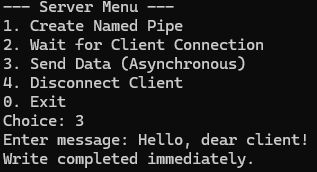 --- Server Menu ---
1. Create Named Pipe
2. Wait for Client Connection
3. Send Data (Asynchronous)
4. Disconnect Client
0. Exit
Choice: 3
Enter message: Hello, dear client!
Write completed immediately.